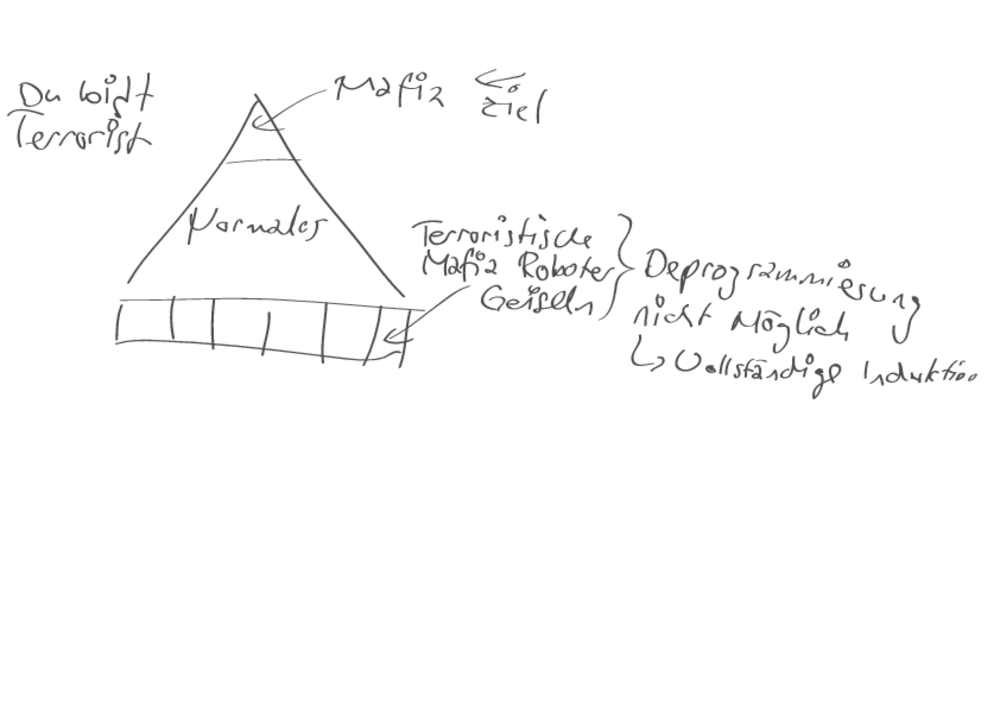 Du bist
Terrorist
Mafia
Ziel
Normales
Terroristische
Mafia Roboter
Geiseln
Deprogrammierung
nicht Möglich
Vollständige Induktion